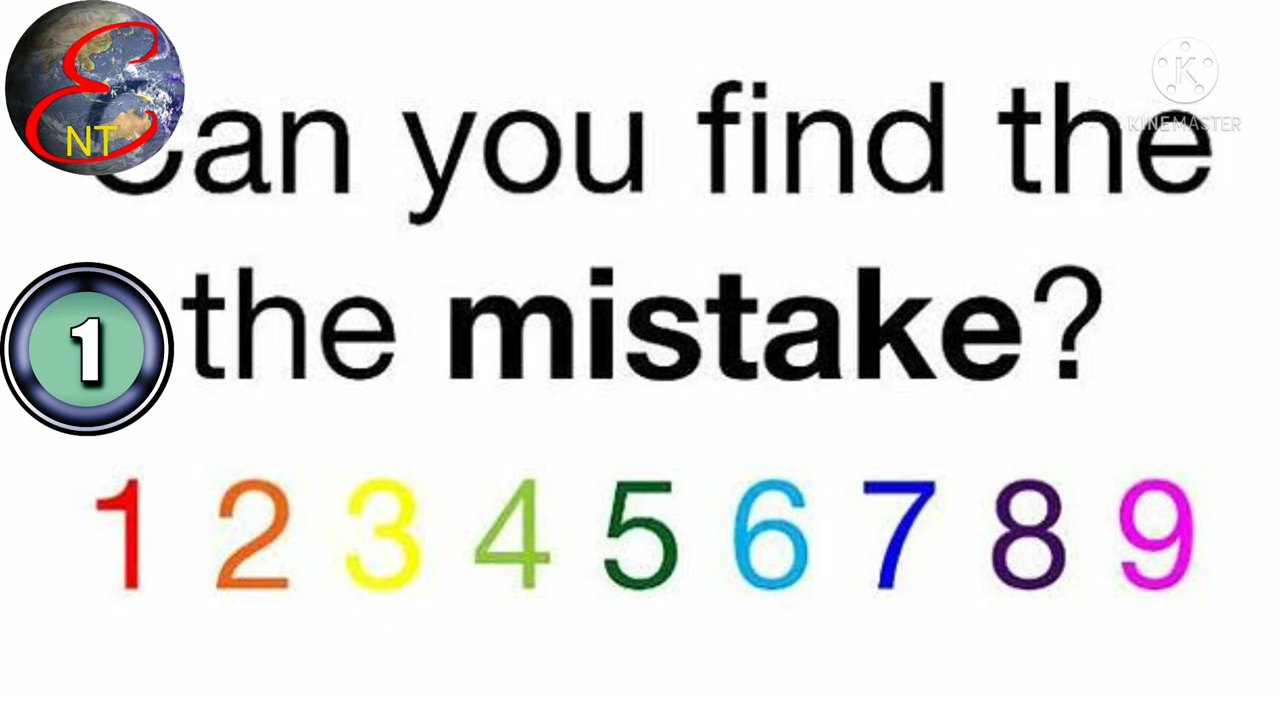 Can you find the
the mistake?
1 2 3 4 5 6 7 8 9
1
NT
K
KINEMASTER